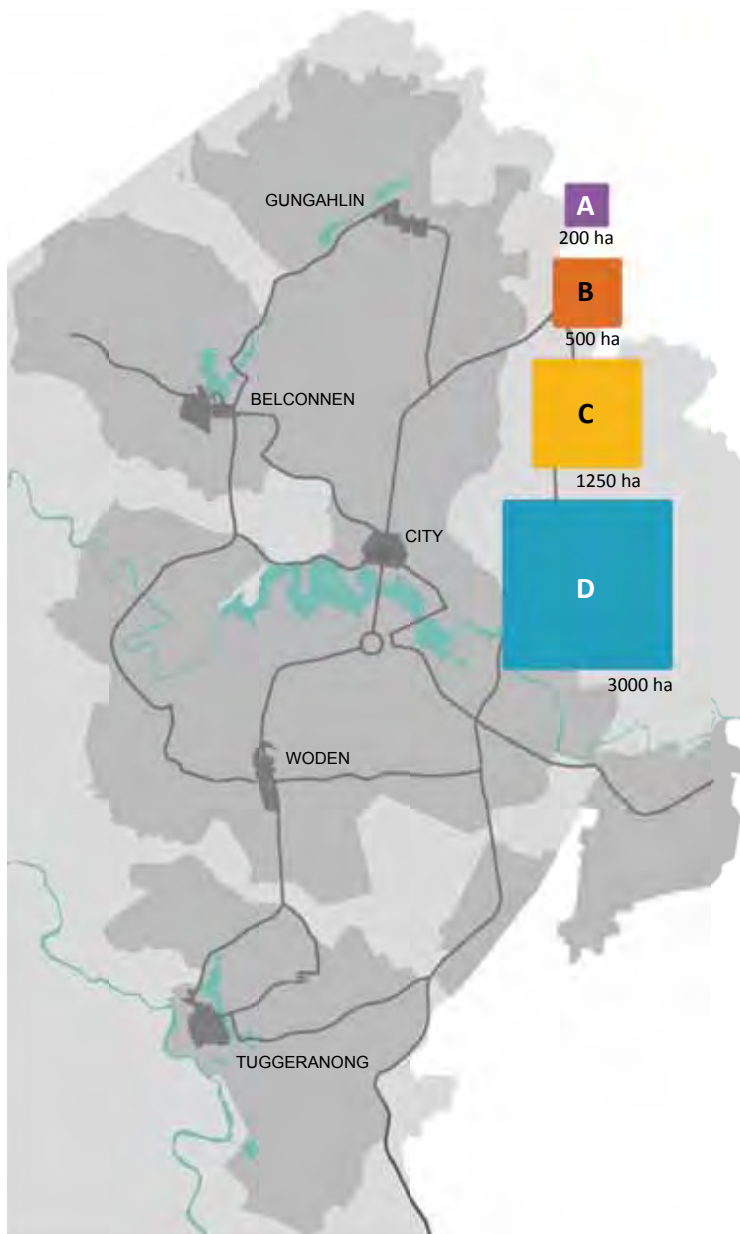 GUNGAHLIN
A
200 ha
B
500 ha
BELCONNEN
C
1250 ha
CITY
D
3000 ha
WODEN
TUGGERANONG